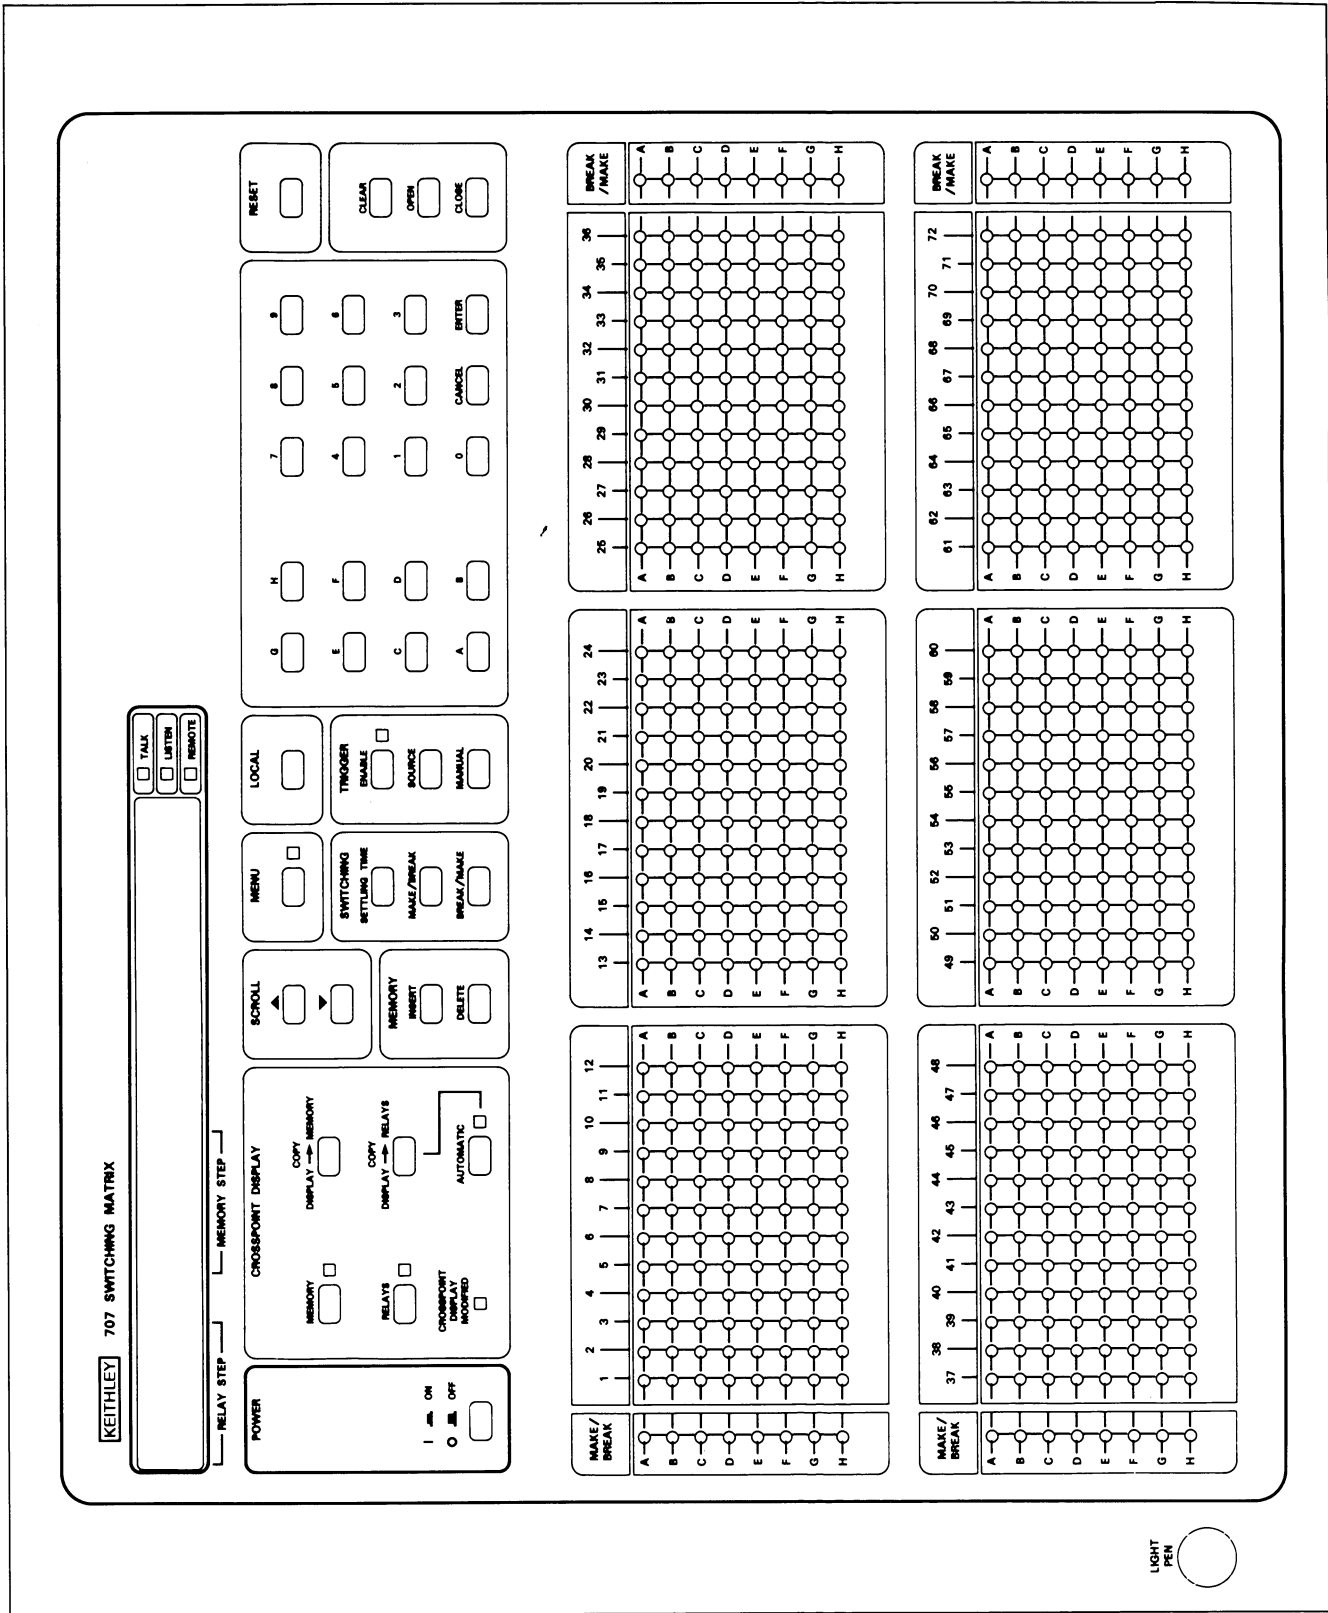 KEITHLEY 707 SWITCHING MATRIX
TALK
LISTEN
REMOTE
RELAY STEP
MEMORY STEP
POWER
I ON
O OFF
CROSSPOINT DISPLAY
MEMORY
COPY
DISPLAY → MEMORY
RELAYS
COPY
DISPLAY → RELAYS
CROSSPOINT
DISPLAY
MODIFIED
AUTOMATIC
SCROLL
▲
▼
MEMORY
INSERT
DELETE
MENU
SWITCHING
SETTLING TIME
MAKE/BREAK
BREAK/MAKE
LOCAL
TRIGGER
ENABLE
SOURCE
MANUAL
G H 7 8 9
E F 4 5 6
C D 1 2 3
A B 0 CANCEL ENTER
RESET
CLEAR
OPEN
CLOSE
MAKE/
BREAK
1 2 3 4 5 6 7 8 9 10 11 12 13 14 15 16 17 18 19 20 21 22 23 24 25 26 27 28 29 30 31 32 33 34 35 36
BREAK
/MAKE
A A A A A A
B B B B B B
C C C C C C
D D D D D D
E E E E E E
F F F F F F
G G G G G G
H H H H H H
MAKE/
BREAK
37 38 39 40 41 42 43 44 45 46 47 48 49 50 51 52 53 54 55 56 57 58 59 60 61 62 63 64 65 66 67 68 69 70 71 72
BREAK
/MAKE
A A A A A A
B B B B B B
C C C C C C
D D D D D D
E E E E E E
F F F F F F
G G G G G G
H H H H H H
LIGHT
PEN